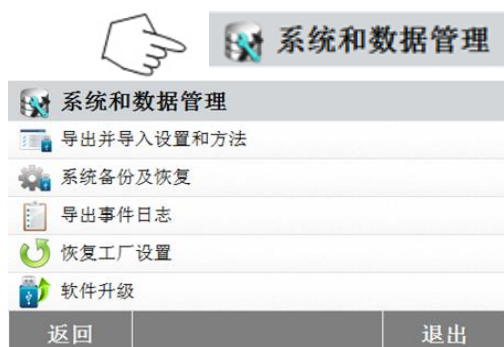 系统和数据管理
系统和数据管理
导出并导入设置和方法
系统备份及恢复
导出事件日志
恢复工厂设置
软件升级
返回 退出